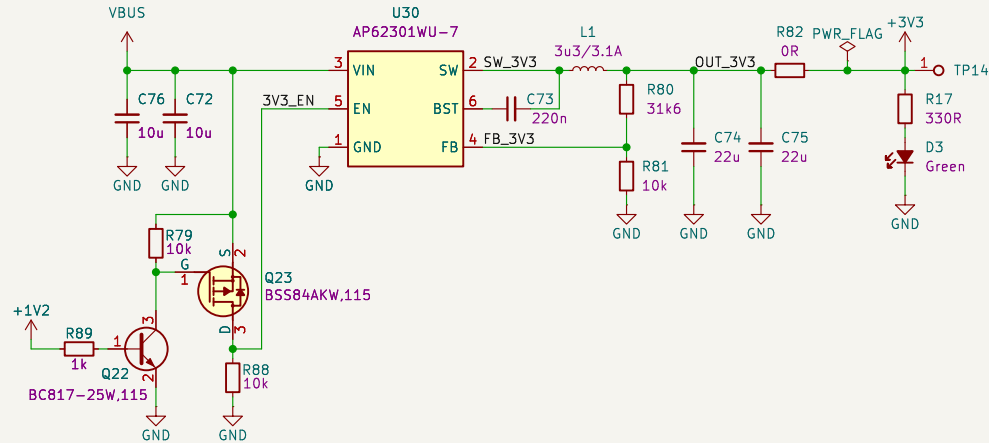 VBUS
U30
AP62301WU-7
L1
3u3/3.1A
R82
0R
PWR_FLAG
+3V3
3
VIN
SW
2
SW_3V3
OUT_3V3
1
TP14
C76
10u
C72
10u
3V3_EN
5
EN
BST
6
C73
220n
R80
31k6
R17
330R
1
GND
FB
4
FB_3V3
C74
22u
C75
22u
D3
Green
R81
10k
GND
GND
GND
GND
GND
GND
GND
R79
10k
G
1
S
2
Q23
BSS84AKW,115
D
3
+1V2
R89
1k
1
3
2
Q22
BC817-25W,115
R88
10k
GND
GND